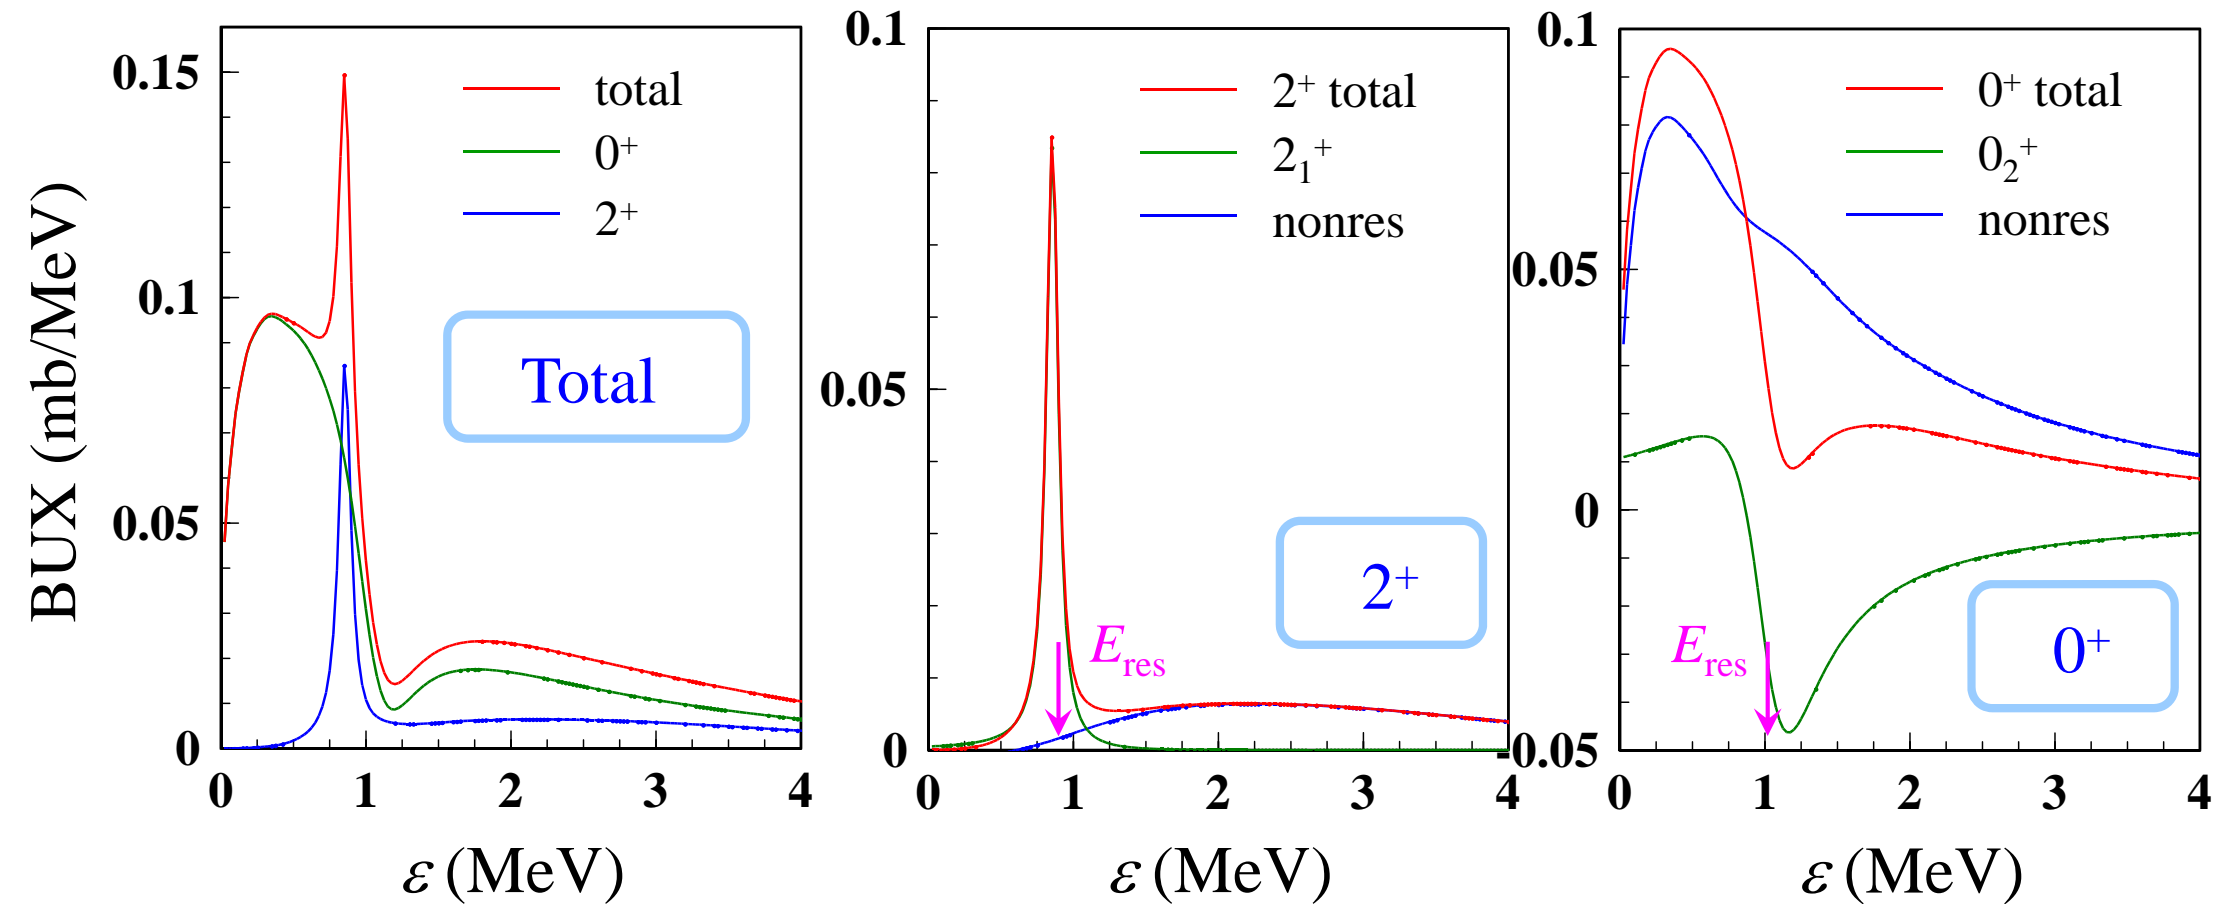 BUX (mb/MeV)
0.15
0.1
0.05
0
total
0⁺
2⁺
Total
0 1 2 3 4
ε (MeV)
0.1
0.05
0
2⁺ total
2₁⁺
nonres
2⁺
E_res
0 1 2 3 4
ε (MeV)
0.1
0.05
0
-0.05
0⁺ total
0₂⁺
nonres
E_res
0⁺
0 1 2 3 4
ε (MeV)